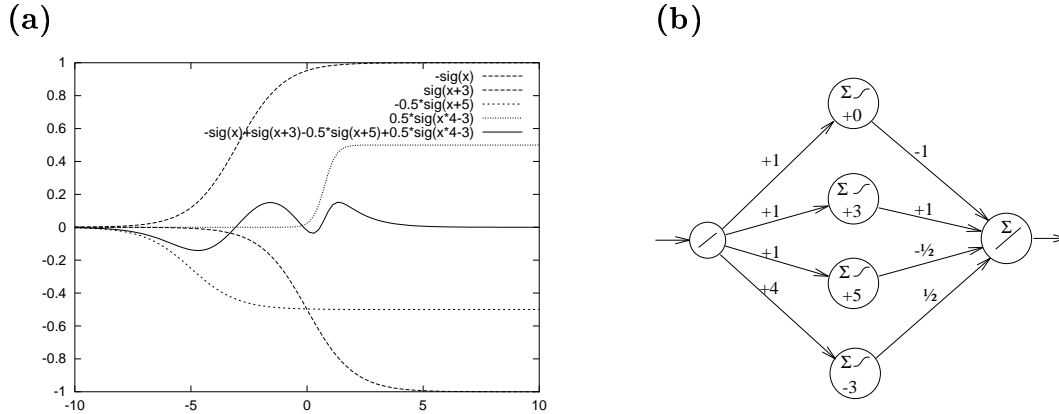 (a)
1
0.8
0.6
0.4
0.2
0
-0.2
-0.4
-0.6
-0.8
-1
-10
-5
0
5
10
-sig(x)
sig(x+3)
-0.5*sig(x+5)
0.5*sig(x*4-3)
-sig(x)+sig(x+3)-0.5*sig(x+5)+0.5*sig(x*4-3)
(b)
Σ
+0
+1
-1
Σ
+3
+1
+1
Σ
+1
-½
Σ
+5
+4
½
Σ
-3